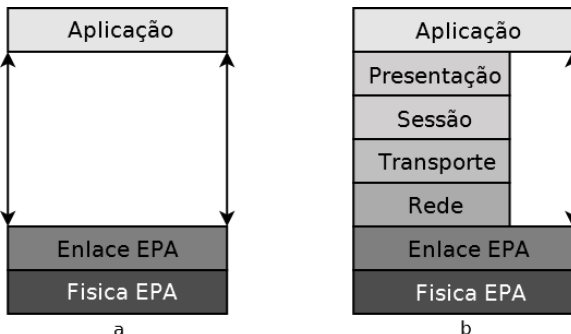 Aplicação
Enlace EPA
Fisica EPA
a
Aplicação
Presentação
Sessão
Transporte
Rede
Enlace EPA
Fisica EPA
b